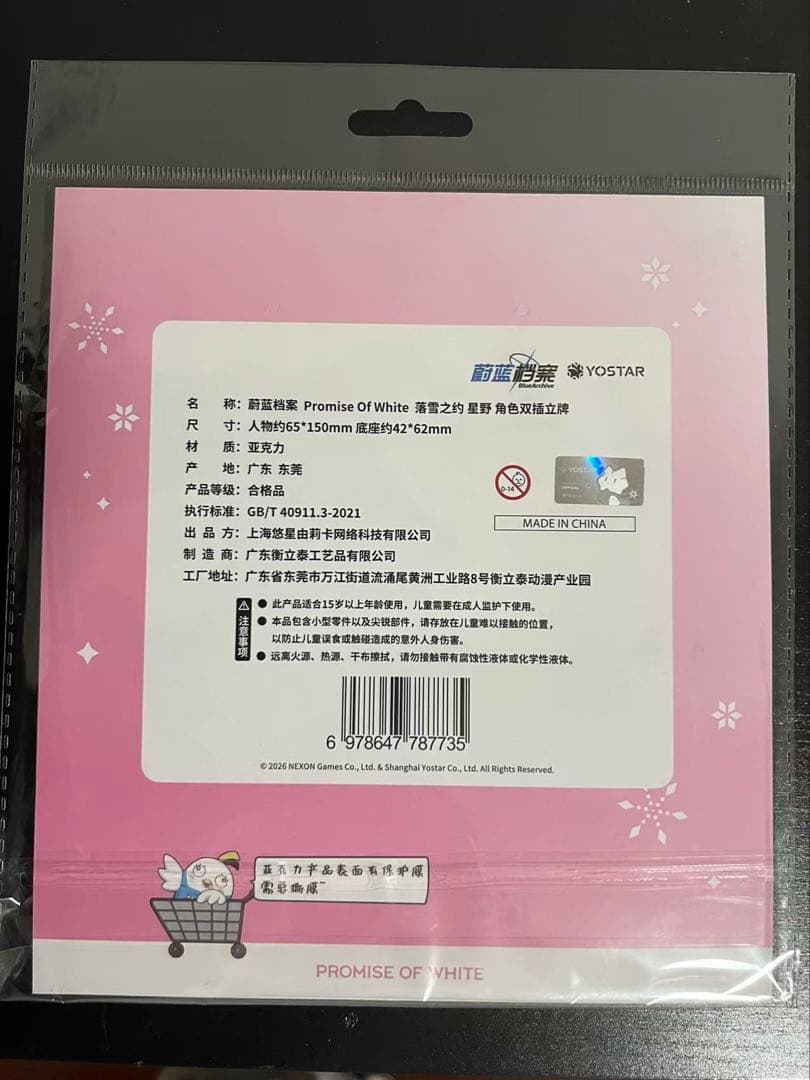 蔚蓝档案
BlueArchive
YOSTAR
名 称：蔚蓝档案 Promise Of White 落雪之约 星野 角色双插立牌
尺 寸：人物约65*150mm 底座约42*62mm
材 质：亚克力
产 地：广东 东莞
产品等级：合格品
执行标准：GB/T 40911.3-2021
出 品 方：上海悠星由莉卡网络科技有限公司
制 造 商：广东衡立泰工艺品有限公司
工厂地址：广东省东莞市万江街道流涌尾黄洲工业路8号衡立泰动漫产业园
0-14
YOSTAR
MADE IN CHINA
注意事项
● 此产品适合15岁以上年龄使用，儿童需要在成人监护下使用。
● 本品包含小型零件以及尖锐部件，请存放在儿童难以接触的位置，
以防止儿童误食或触碰造成的意外人身伤害。
● 远离火源、热源、干布擦拭，请勿接触带有腐蚀性液体或化学性液体。
6 978647 787735
© 2026 NEXON Games Co., Ltd. & Shanghai Yostar Co., Ltd. All Rights Reserved.
亚克力产品表面有保护膜
需要撕膜~
PROMISE OF WHITE